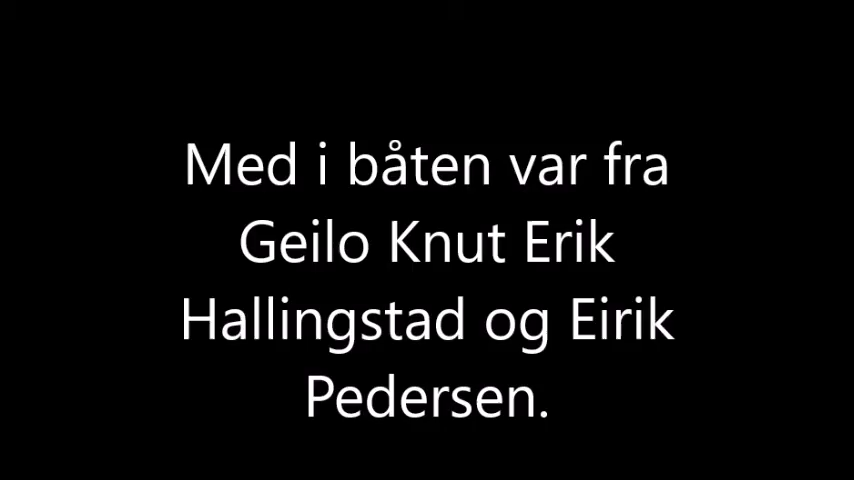 Med i båten var fra
Geilo Knut Erik
Hallingstad og Eirik
Pedersen.